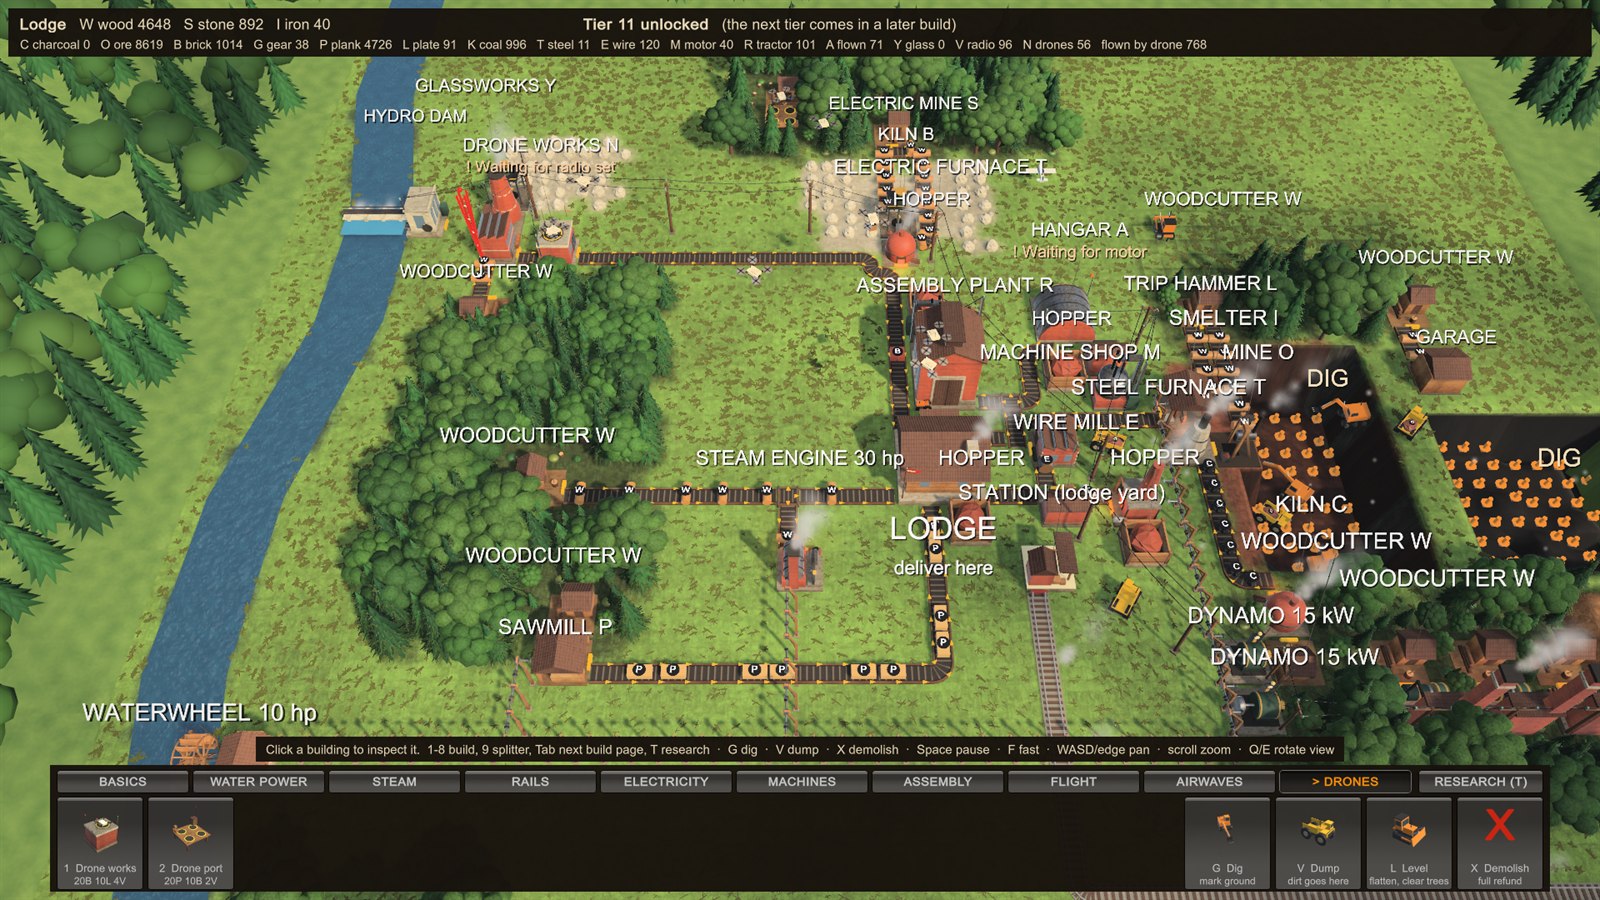 Lodge W wood 4648 S stone 892 I iron 40
Tier 11 unlocked (the next tier comes in a later build)
C charcoal 0 O ore 8619 B brick 1014 G gear 38 P plank 4726 L plate 91 K coal 996 T steel 11 E wire 120 M motor 40 R tractor 101 A flown 71 Y glass 0 V radio 96 N drones 56 flown by drone 768
GLASSWORKS Y
HYDRO DAM
ELECTRIC MINE S
KILN B
DRONE WORKS N
! Waiting for radio set
ELECTRIC FURNACE T
HOPPER
WOODCUTTER W
HANGAR A
! Waiting for motor
WOODCUTTER W
WOODCUTTER W
ASSEMBLY PLANT R
TRIP HAMMER L
HOPPER
SMELTER I
GARAGE
MACHINE SHOP M
MINE O
STEEL FURNACE T
DIG
WIRE MILL E
WOODCUTTER W
STEAM ENGINE 30 hp
HOPPER
HOPPER
DIG
STATION (lodge yard)
KILN C
LODGE
deliver here
WOODCUTTER W
WOODCUTTER W
WOODCUTTER W
DYNAMO 15 kW
SAWMILL P
DYNAMO 15 kW
WATERWHEEL 10 hp
Click a building to inspect it. 1-8 build, 9 splitter, Tab next build page, T research · G dig · V dump · X demolish · Space pause · F fast · WASD/edge pan · scroll zoom · Q/E rotate view
BASICS
WATER POWER
STEAM
RAILS
ELECTRICITY
MACHINES
ASSEMBLY
FLIGHT
AIRWAVES
> DRONES
RESEARCH (T)
1 Drone works
20B 10L 4V
2 Drone port
20P 10B 2V
G Dig
mark ground
V Dump
dirt goes here
L Level
flatten, clear trees
X Demolish
full refund